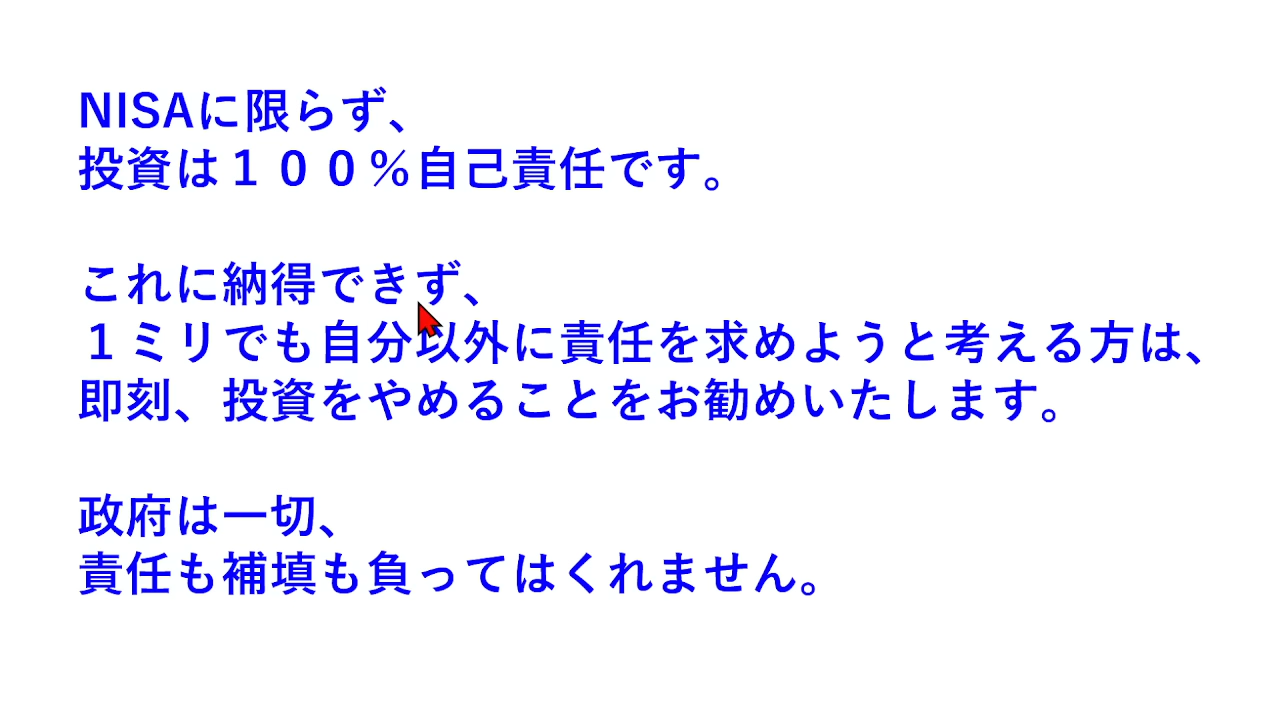 NISAに限らず、
投資は１００％自己責任です。
これに納得できず、
１ミリでも自分以外に責任を求めようと考える方は、
即刻、投資をやめることをお勧めいたします。
政府は一切、
責任も補填も負ってはくれません。